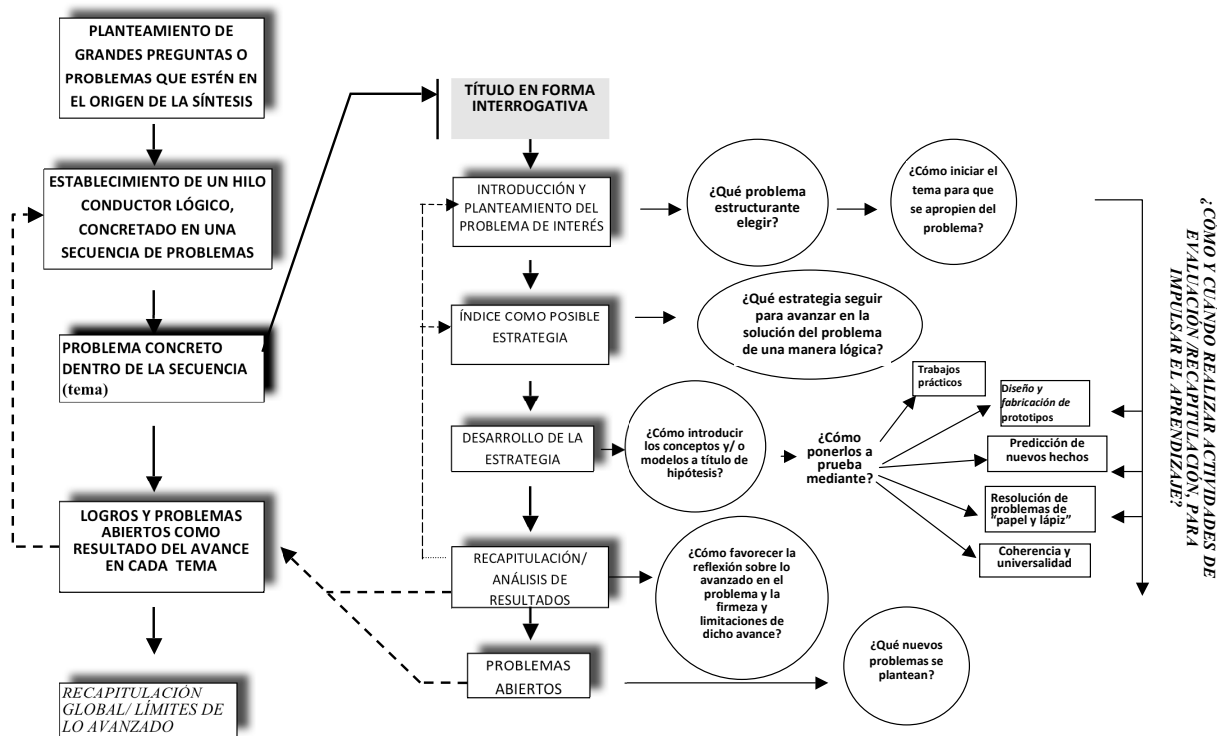 PLANTEAMIENTO DE
GRANDES PREGUNTAS O
PROBLEMAS QUE ESTÉN EN
EL ORIGEN DE LA SÍNTESIS
ESTABLECIMIENTO DE UN HILO
CONDUCTOR LÓGICO,
CONCRETADO EN UNA
SECUENCIA DE PROBLEMAS
PROBLEMA CONCRETO
DENTRO DE LA SECUENCIA
(tema)
LOGROS Y PROBLEMAS
ABIERTOS COMO
RESULTADO DEL AVANCE
EN CADA TEMA
RECAPITULACIÓN
GLOBAL/ LÍMITES DE
LO AVANZADO
TÍTULO EN FORMA
INTERROGATIVA
INTRODUCCIÓN Y
PLANTEAMIENTO DEL
PROBLEMA DE INTERÉS
¿Qué problema
estructurante
elegir?
¿Cómo iniciar el
tema para que
se apropien del
problema?
ÍNDICE COMO POSIBLE
ESTRATEGIA
¿Qué estrategia seguir
para avanzar en la
solución del problema
de una manera lógica?
DESARROLLO DE LA
ESTRATEGIA
¿Cómo introducir
los conceptos y/ o
modelos a título de
hipótesis?
¿Cómo
ponerlos a
prueba
mediante?
Trabajos
prácticos
Diseño y
fabricación de
prototipos
Predicción de
nuevos hechos
Resolución de
problemas de
“papel y lápiz”
Coherencia y
universalidad
RECAPITULACIÓN/
ANÁLISIS DE
RESULTADOS
¿Cómo favorecer la
reflexión sobre lo
avanzado en el
problema y la
firmeza y
limitaciones de
dicho avance?
PROBLEMAS
ABIERTOS
¿Qué nuevos
problemas se
plantean?
¿CÓMO Y CUÁNDO REALIZAR ACTIVIDADES DE
EVALUACIÓN /RECAPITULACIÓN, PARA
IMPULSAR EL APRENDIZAJE?